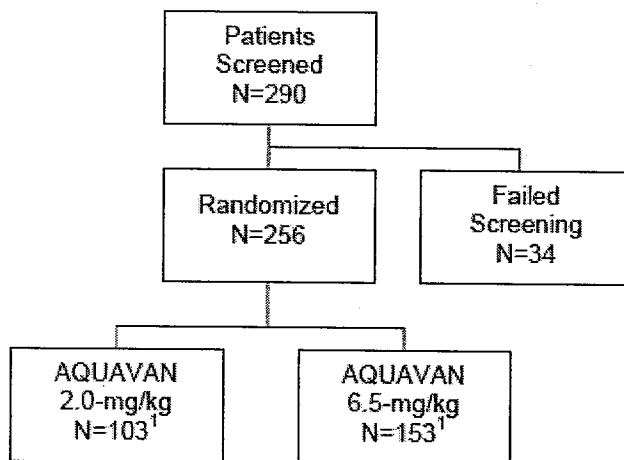 Patients
Screened
N=290
Randomized
N=256
Failed
Screening
N=34
AQUAVAN
2.0-mg/kg
N=103¹
AQUAVAN
6.5-mg/kg
N=153¹